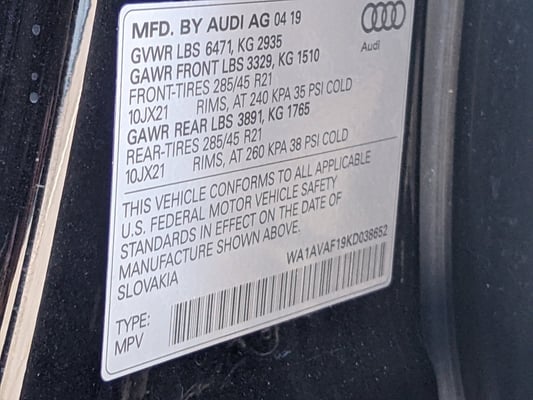 MFD. BY AUDI AG 04 19
GVWR LBS 6471, KG 2935
GAWR FRONT LBS 3329, KG 1510
FRONT-TIRES 285/45 R21
10JX21 RIMS, AT 240 KPA 35 PSI COLD
GAWR REAR LBS 3891, KG 1765
REAR-TIRES 285/45 R21
10JX21 RIMS, AT 260 KPA 38 PSI COLD
Audi
THIS VEHICLE CONFORMS TO ALL APPLICABLE
U.S. FEDERAL MOTOR VEHICLE SAFETY
STANDARDS IN EFFECT ON THE DATE OF
MANUFACTURE SHOWN ABOVE.
SLOVAKIA
WA1AVAF19KD038652
TYPE:
MPV